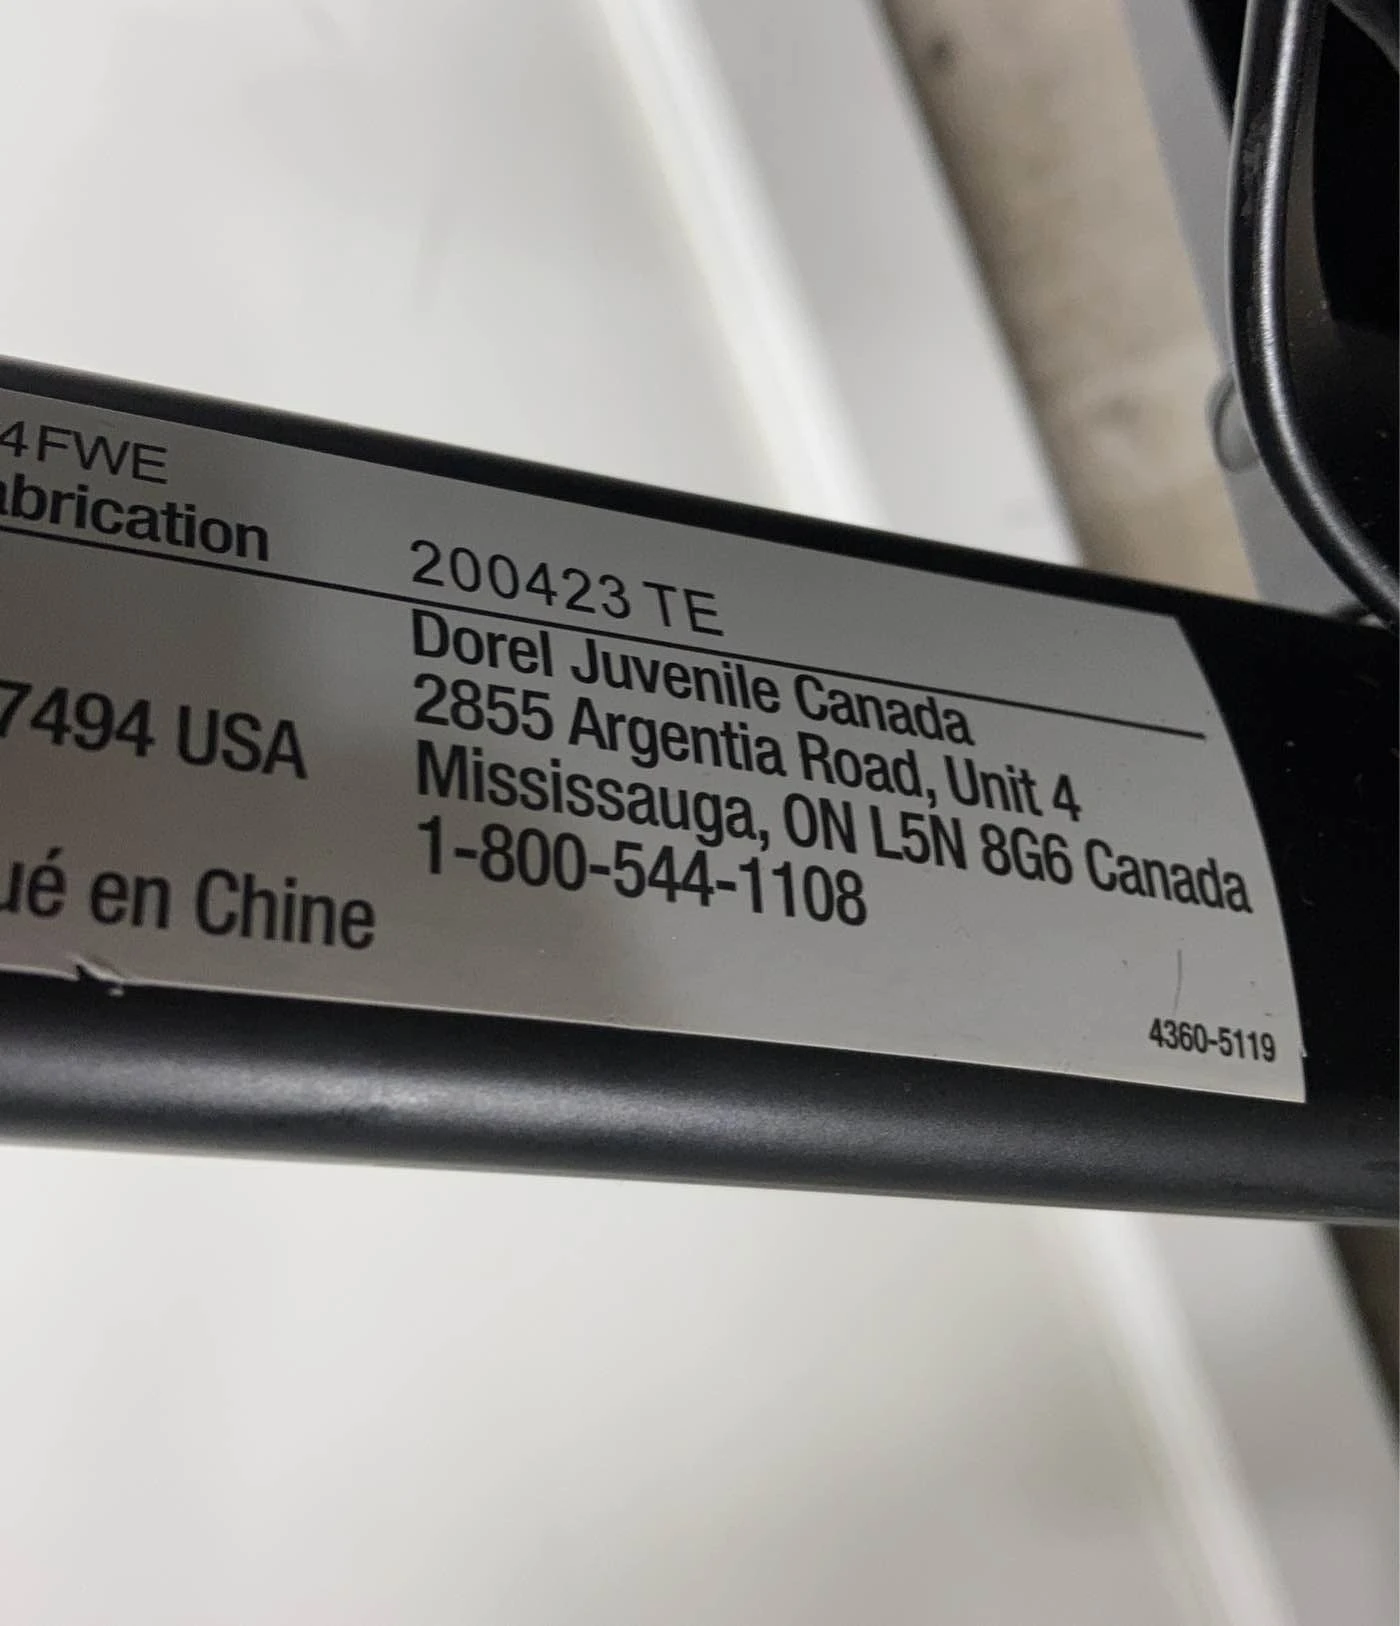 4FWE
abrication 200423 TE
Dorel Juvenile Canada
2855 Argentia Road, Unit 4
7494 USA Mississauga, ON L5N 8G6 Canada
1-800-544-1108
ué en Chine
4360-5119